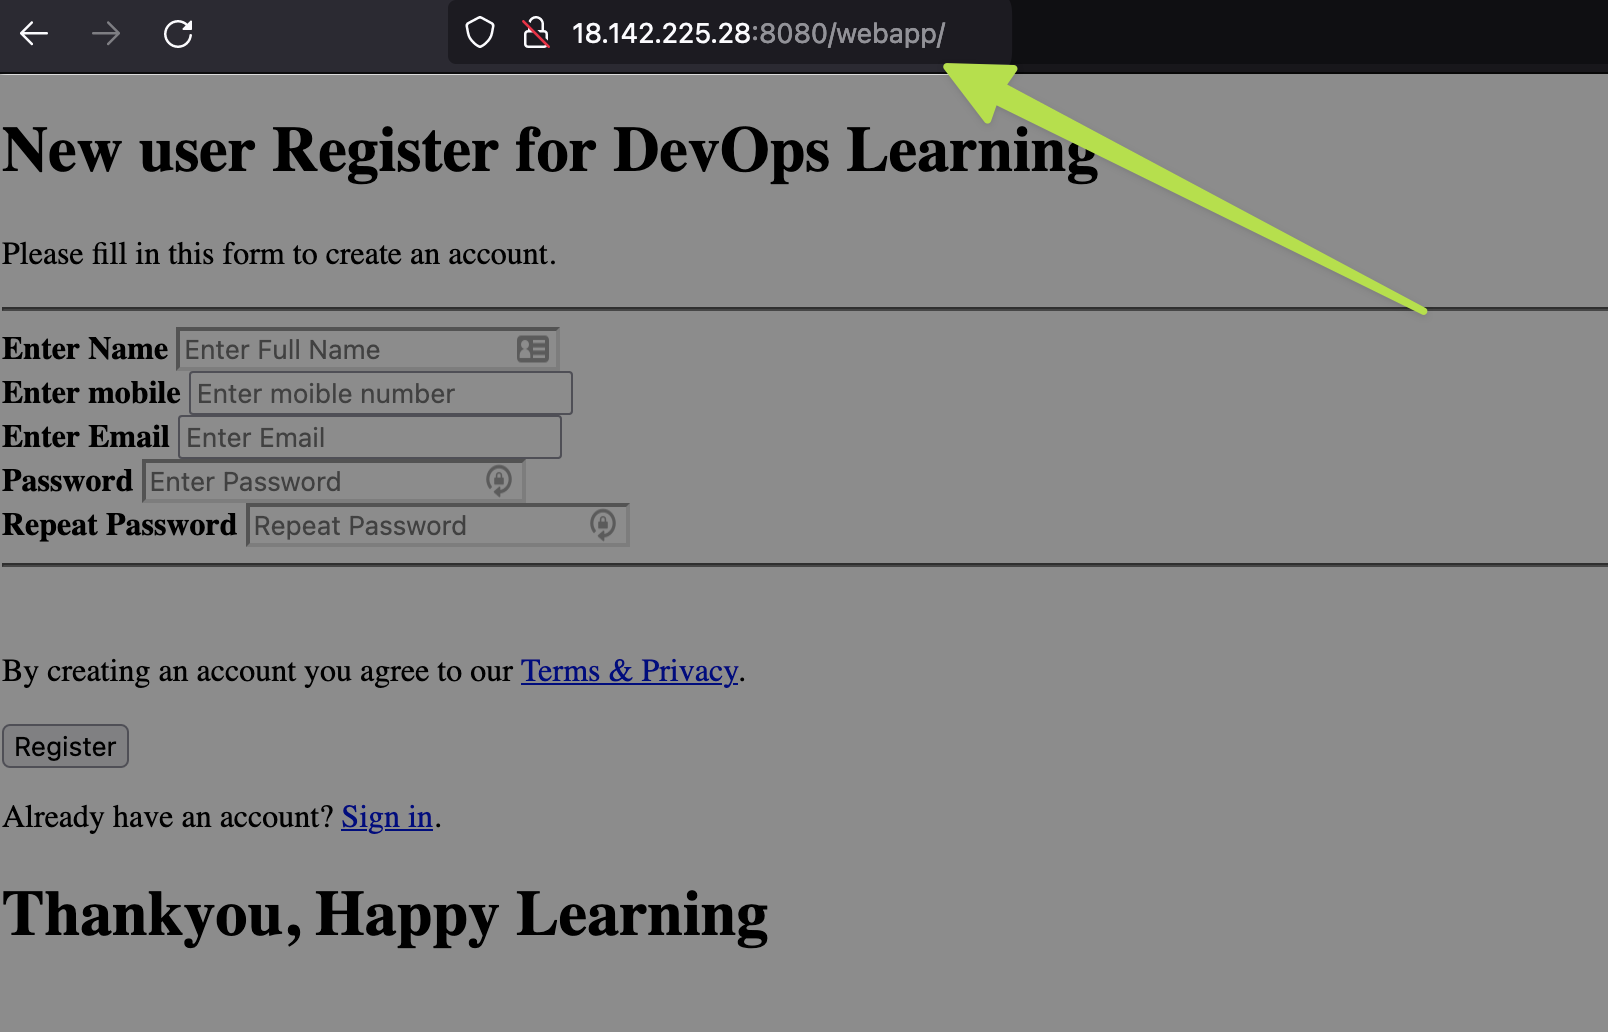 18.142.225.28:8080/webapp/
New user Register for DevOps Learning
Please fill in this form to create an account.
Enter Name Enter Full Name
Enter mobile Enter moible number
Enter Email Enter Email
Password Enter Password
Repeat Password Repeat Password
By creating an account you agree to our Terms & Privacy.
Register
Already have an account? Sign in.
Thankyou, Happy Learning